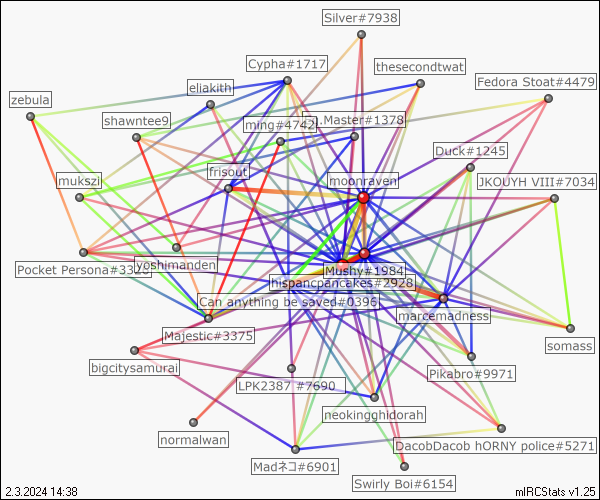 Silver#7938
Cypha#1717
thesecondtwat
eliakith
Fedora Stoat#4479
zebula
shawntee9
ming#4742
.Master#1378
Duck#1245
frisout
moonraven
mukszi
JKOUYH VIII#7034
Pocket Persona#33
yoshimanden
Mushy#1984
hispancpancakes#2928
Can anything be saved#0396
marcemadness
Majestic#3375
somass
bigcitysamurai
Pikabro#9971
LPK2387 #7690
neokingghidorah
normalwan
DacobDacob hORNY police#5271
Madネコ#6901
Swirly Boi#6154
2.3.2024 14:38
mIRCStats v1.25